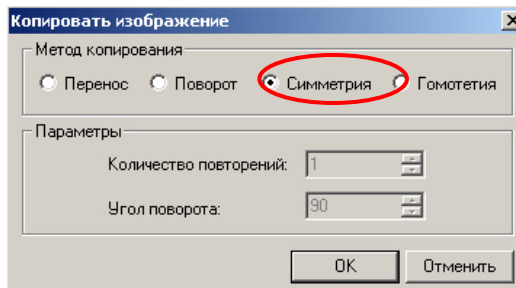 Копировать изображение
Метод копирования
Перенос Поворот Симметрия Гомотетия
Параметры
Количество повторений: 1
Угол поворота: 90
OK Отменить